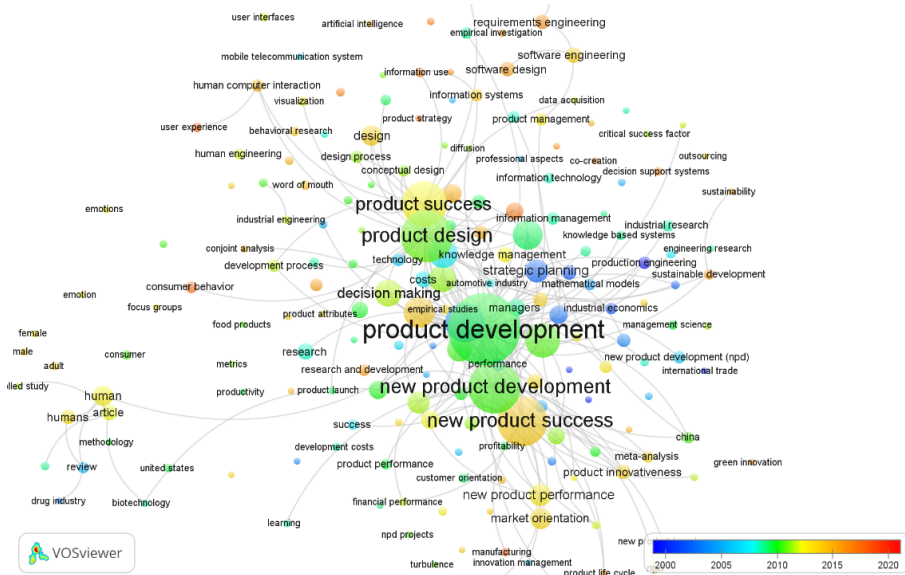 user interfaces
artificial intelligence
requirements engineering
empirical investigation
mobile telecommunication system
software engineering
information use
software design
human computer interaction
visualization
information systems
data acquisition
product strategy
product management
user experience
behavioral research
design
critical success factor
diffusion
human engineering
design process
professional aspects
co-creation
outsourcing
conceptual design
information technology
decision support systems
word of mouth
sustainability
product success
emotions
industrial engineering
information management
industrial research
product design
knowledge based systems
conjoint analysis
knowledge management
engineering research
technology
development process
strategic planning
production engineering
sustainable development
costs
automotive industry
mathematical models
consumer behavior
emotion
decision making
focus groups
product attributes
empirical studies
managers
industrial economics
food products
product development
management science
female
male
consumer
research
adult
metrics
performance
new product development (npd)
research and development
international trade
lled study
productivity
product launch
new product development
human
article
humans
success
new product success
china
methodology
development costs
profitability
meta-analysis
review
united states
product performance
product innovativeness
green innovation
customer orientation
drug industry
biotechnology
financial performance
new product performance
learning
market orientation
npd projects
new p
manufacturing
turbulence
innovation management
product life cycle
VOSviewer
2000 2005 2010 2015 2020